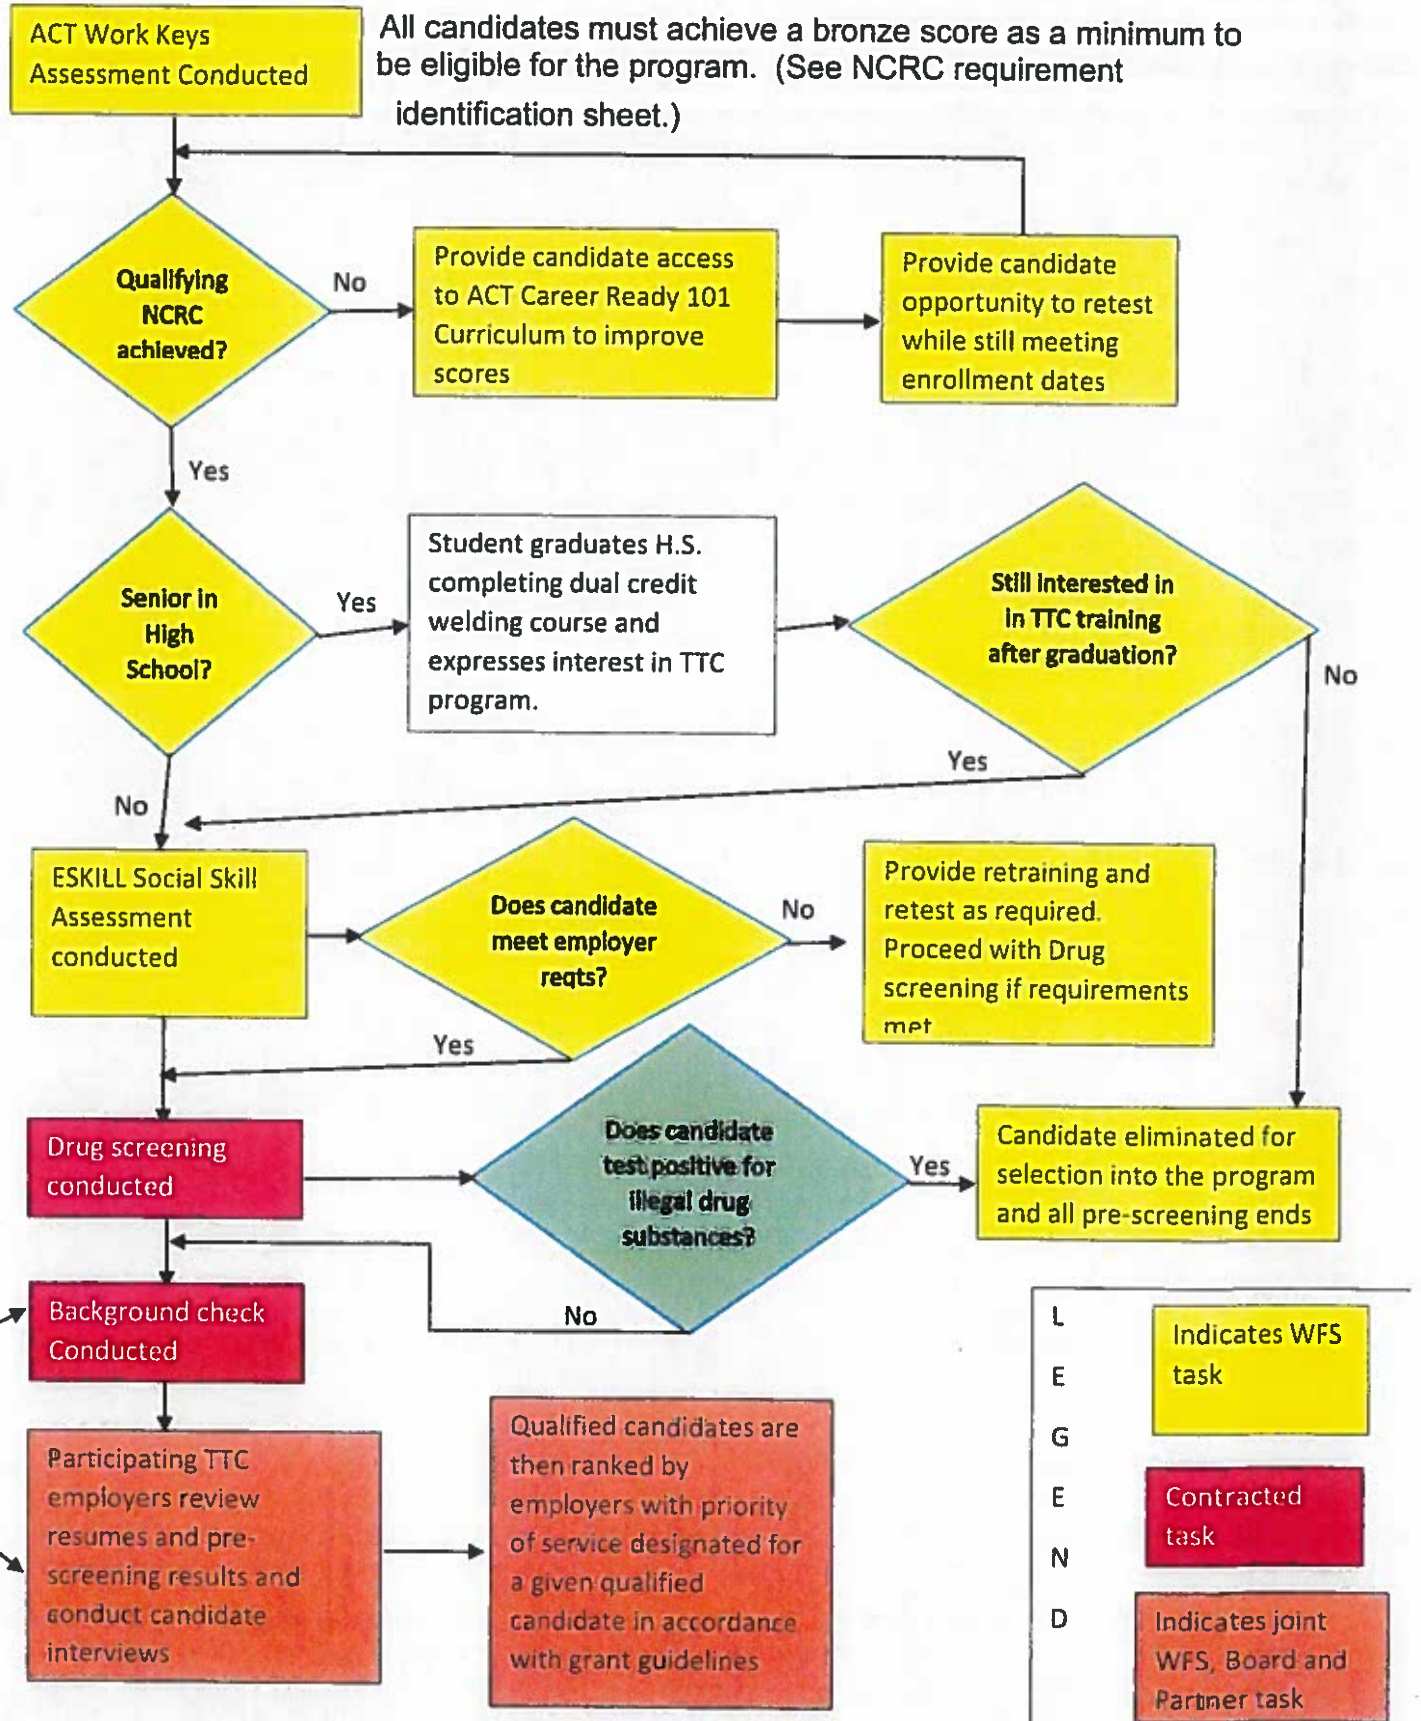 ACT Work Keys
Assessment Conducted
All candidates must achieve a bronze score as a minimum to
be eligible for the program. (See NCRC requirement
identification sheet.)
Qualifying
NCRC
achieved?
No
Provide candidate access
to ACT Career Ready 101
Curriculum to improve
scores
Provide candidate
opportunity to retest
while still meeting
enrollment dates
Yes
Senior in
High
School?
Yes
Student graduates H.S.
completing dual credit
welding course and
expresses interest in TTC
program.
Still interested in
in TTC training
after graduation?
No
Yes
No
ESKILL Social Skill
Assessment
conducted
Does candidate
meet employer
reqts?
No
Provide retraining and
retest as required.
Proceed with Drug
screening if requirements
met
Yes
Drug screening
conducted
Does candidate
test positive for
illegal drug
substances?
Yes
Candidate eliminated for
selection into the program
and all pre-screening ends
No
Background check
Conducted
Participating TTC
employers review
resumes and pre-
screening results and
conduct candidate
interviews
Qualified candidates are
then ranked by
employers with priority
of service designated for
a given qualified
candidate in accordance
with grant guidelines
L
E
G
E
N
D
Indicates WFS
task
Contracted
task
Indicates joint
WFS, Board and
Partner task